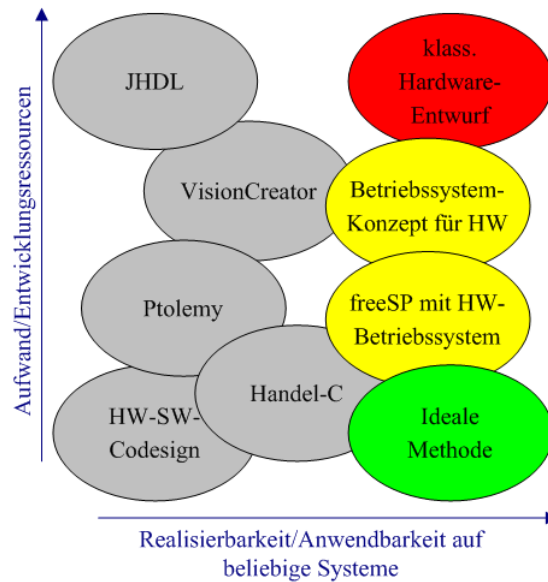 Aufwand/Entwicklungsressourcen
JHDL
klass.
Hardware-
Entwurf
VisionCreator
Betriebssystem-
Konzept für HW
Ptolemy
freeSP mit HW-
Betriebssystem
Handel-C
HW-SW-
Codesign
Ideale
Methode
Realisierbarkeit/Anwendbarkeit auf
beliebige Systeme